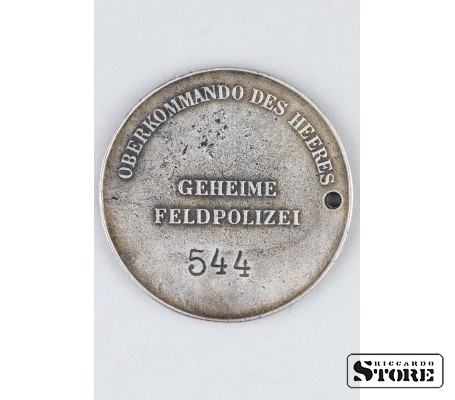 OBERKOMMANDO DES HEERES
GEHEIME
FELDPOLIZEI
544
RICCARDO
STORE